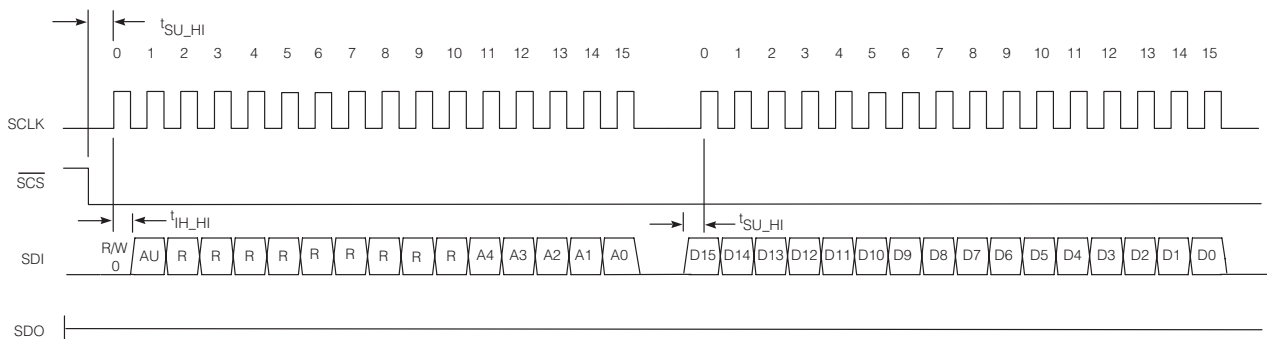 tSU_HI
0 1 2 3 4 5 6 7 8 9 10 11 12 13 14 15 0 1 2 3 4 5 6 7 8 9 10 11 12 13 14 15
SCLK
SCS
tIH_HI tSU_HI
SDI R/W 0 AU R R R R R R R R R A4 A3 A2 A1 A0 D15 D14 D13 D12 D11 D10 D9 D8 D7 D6 D5 D4 D3 D2 D1 D0
SDO